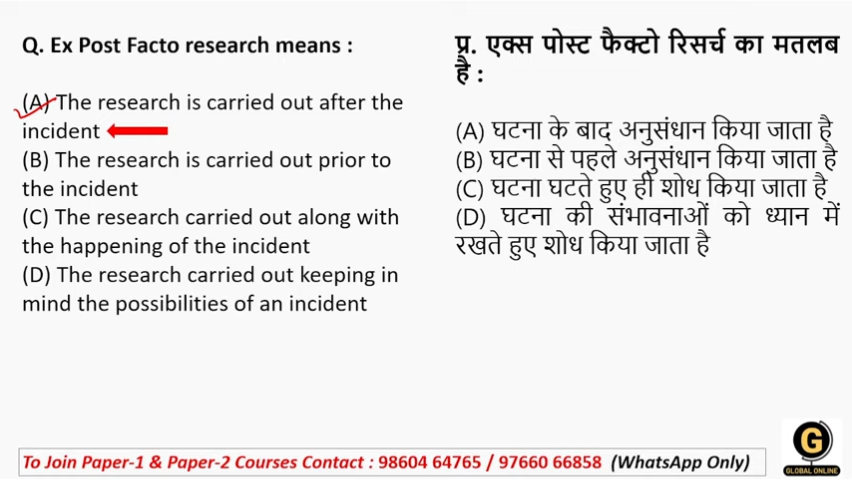 Q. Ex Post Facto research means :
(A) The research is carried out after the
incident
(B) The research is carried out prior to
the incident
(C) The research carried out along with
the happening of the incident
(D) The research carried out keeping in
mind the possibilities of an incident
प्र. एक्स पोस्ट फैक्टो रिसर्च का मतलब
है :
(A) घटना के बाद अनुसंधान किया जाता है
(B) घटना से पहले अनुसंधान किया जाता है
(C) घटना घटते हुए ही शोध किया जाता है
(D) घटना की संभावनाओं को ध्यान में
रखते हुए शोध किया जाता है
To Join Paper-1 & Paper-2 Courses Contact : 98604 64765 / 97660 66858 (WhatsApp Only)
G
GLOBAL ONLINE